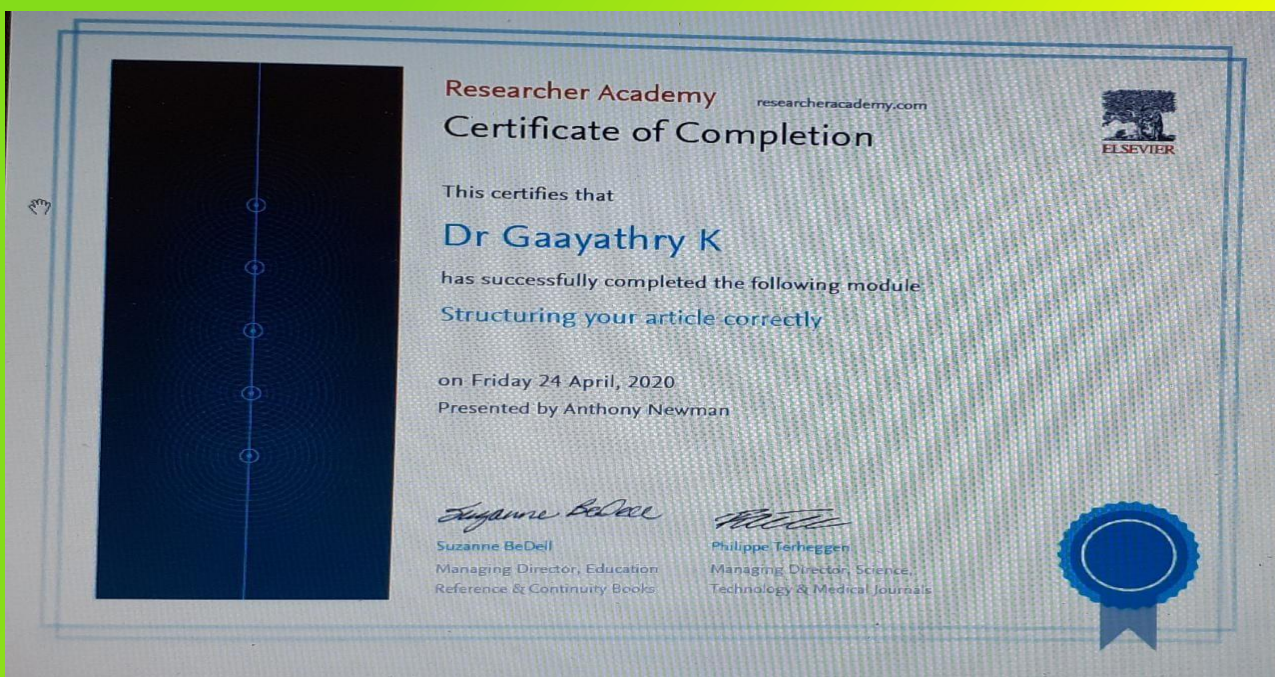 Researcher Academy researcheracademy.com
Certificate of Completion
ELSEVIER
This certifies that
Dr Gaayathry K
has successfully completed the following module
Structuring your article correctly
on Friday 24 April, 2020
Presented by Anthony Newman
Suzanne BeDell
Suzanne BeDell
Managing Director, Education
Reference & Continuity Books
Philippe Terheggen
Managing Director, Science,
Technology & Medical Journals